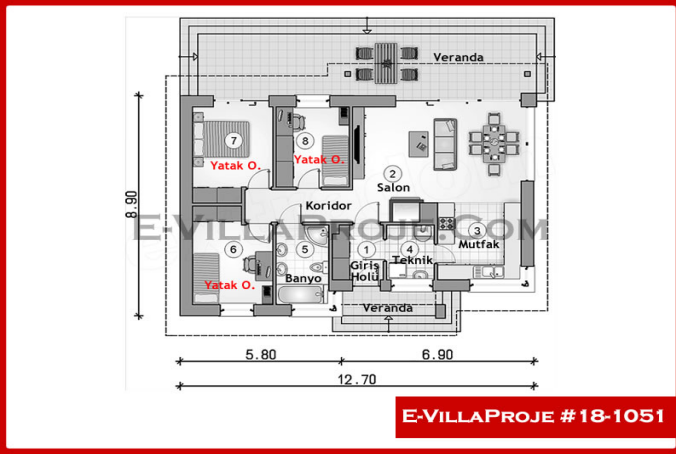 Veranda
7
8
Yatak O.
Yatak O.
2
Salon
8.90
Koridor
E-VillaProje.Com
6
5
1
4
3
Mutfak
Giriş
Holü
Teknik
Yatak O.
Banyo
Veranda
5.80
6.90
12.70
E-VillaProje #18-1051